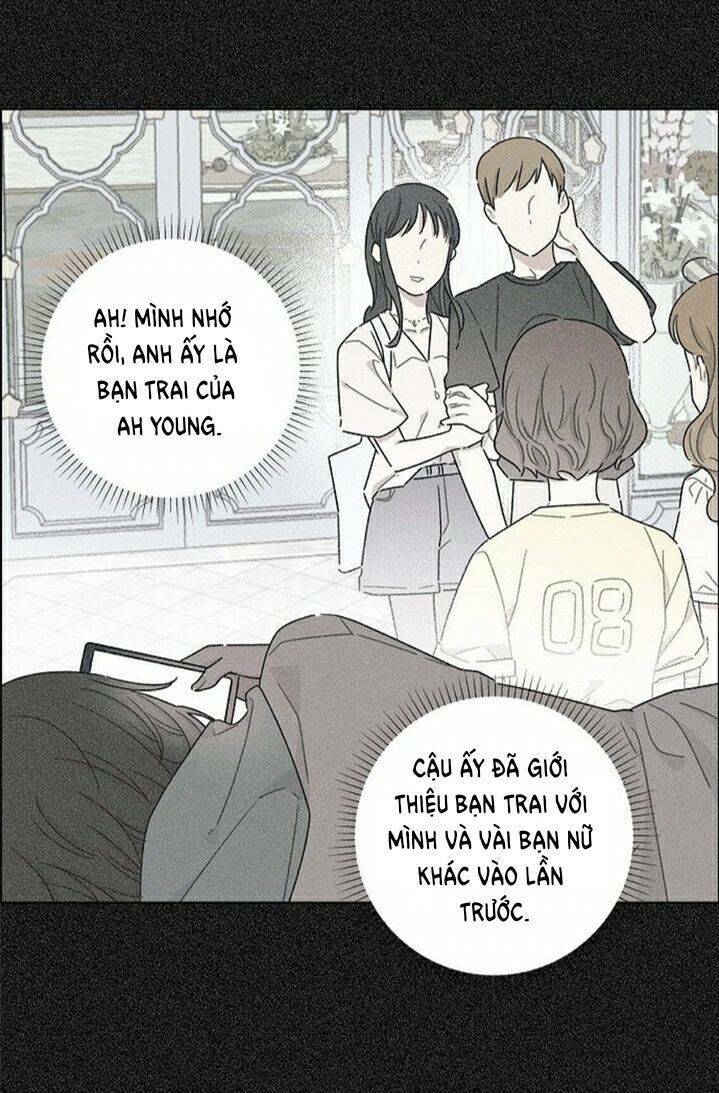 AH! MÌNH NHỚ
RỒI, ANH ẤY LÀ
BẠN TRAI CỦA
AH YOUNG.
08
CẬU ẤY ĐÃ GIỚI
THIỆU BẠN TRAI VỚI
MÌNH VÀ VÀI BẠN NỮ
KHÁC VÀO LẦN
TRƯỚC.